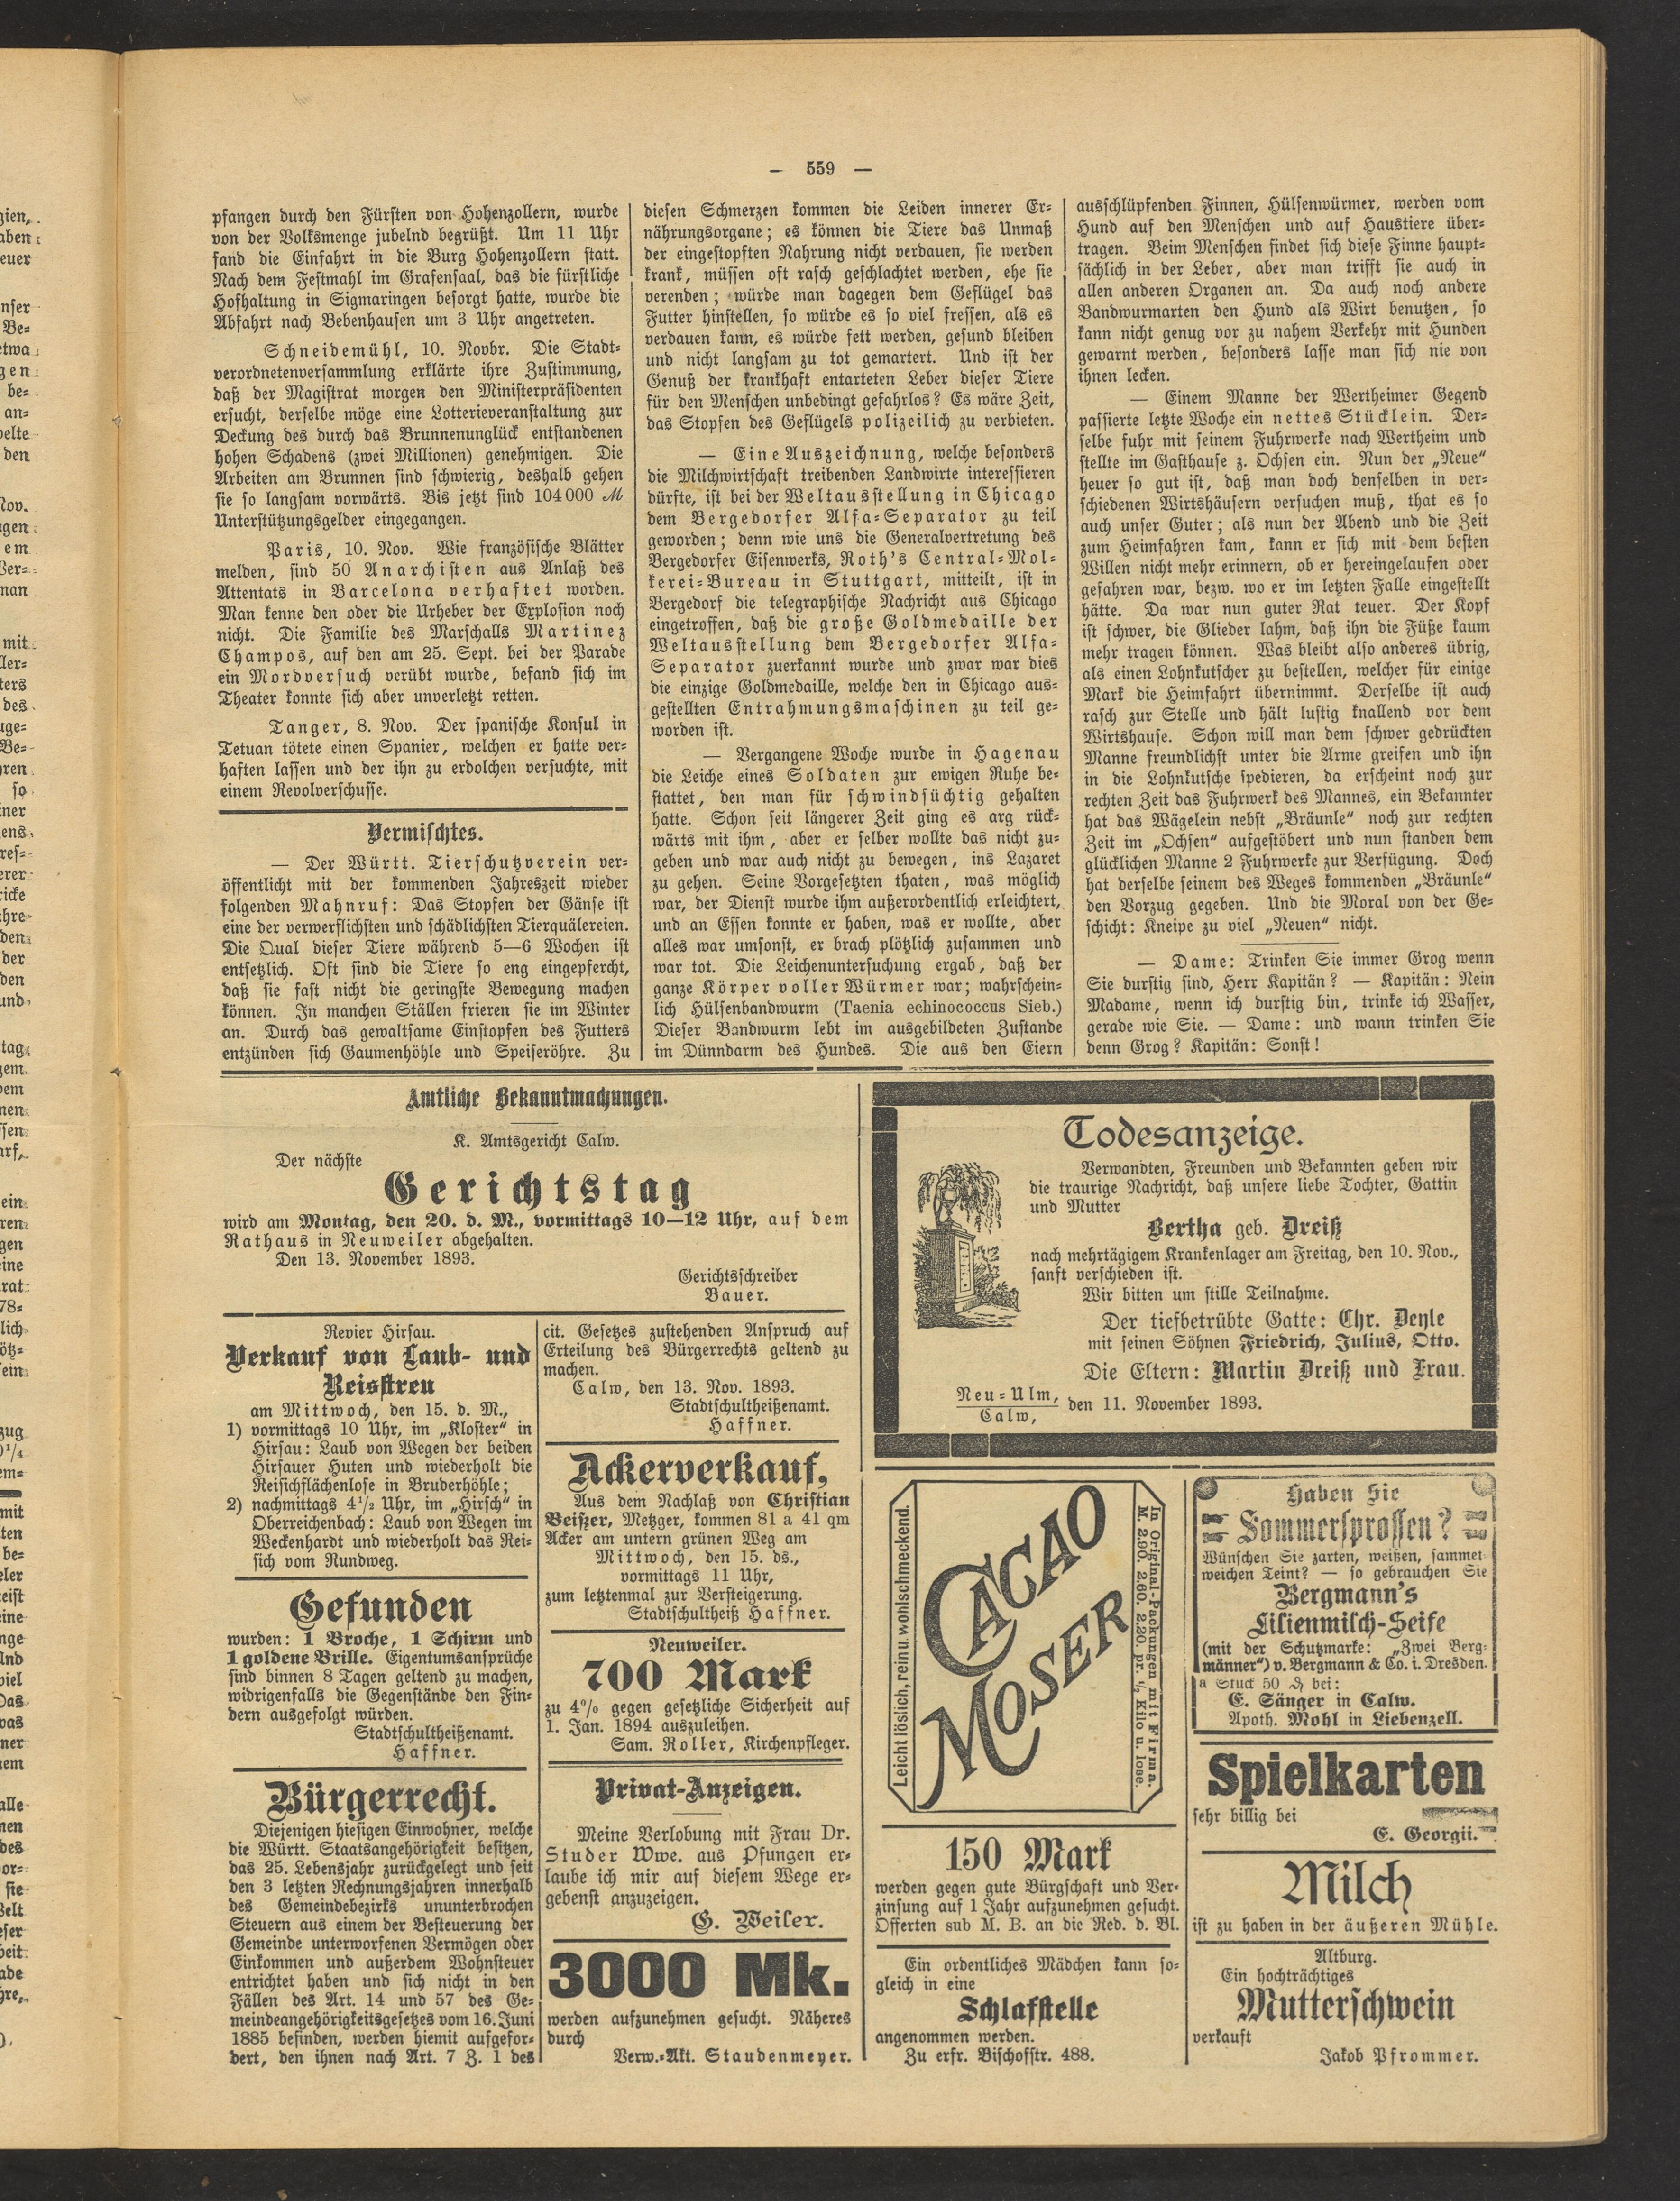 – 559 —
pfangen durch den Fürsten von Hohenzollern, wurde
von der Volksmenge jubelnd begrüßt. Um 11 Uhr
fand die Einfahrt in die Burg Hohenzollern statt.
Nach dem Festmahl im Grafensaal, das die fürstliche
Hofhaltung in Sigmaringen besorgt hatte, wurde die
Abfahrt nach Bebenhausen um 3 Uhr angetreten.
Schneidemühl, 10. Novbr. Die Stadt-
verordnetenversammlung erklärte ihre Zustimmung,
daß der Magistrat morgen den Ministerpräsidenten
ersucht, derselbe möge eine Lotterieveranstaltung zur
Deckung des durch das Brunnenunglück entstandenen
hohen Schadens (zwei Millionen) genehmigen. Die
Arbeiten am Brunnen sind schwierig, deshalb gehen
sie so langsam vorwärts. Bis jetzt sind 104 000 ℳ
Unterstützungsgelder eingegangen.
Paris, 10. Nov. Wie französische Blätter
melden, sind 50 Anarchisten aus Anlaß des
Attentats in Barcelona verhaftet worden.
Man kenne den oder die Urheber der Explosion noch
nicht. Die Familie des Marschalls Martinez
Champos, auf den am 25. Sept. bei der Parade
ein Mordversuch verübt wurde, befand sich im
Theater konnte sich aber unverletzt retten.
Tanger, 8. Nov. Der spanische Konsul in
Tetuan tötete einen Spanier, welchen er hatte ver-
haften lassen und der ihn zu erdolchen versuchte, mit
einem Revolverschusse.
Vermischtes.
— Der Württ. Tierschutzverein ver-
öffentlicht mit der kommenden Jahreszeit wieder
folgenden Mahnruf: Das Stopfen der Gänse ist
eine der verwerflichsten und schädlichsten Tierquälereien.
Die Qual dieser Tiere während 5—6 Wochen ist
entsetzlich. Oft sind die Tiere so eng eingepfercht,
daß sie fast nicht die geringste Bewegung machen
können. In manchen Ställen frieren sie im Winter
an. Durch das gewaltsame Einstopfen des Futters
entzünden sich Gaumenhöhle und Speiseröhre. Zu
diesen Schmerzen kommen die Leiden innerer Er-
nährungsorgane; es können die Tiere das Unmaß
der eingestopften Nahrung nicht verdauen, sie werden
krank, müssen oft rasch geschlachtet werden, ehe sie
verenden; würde man dagegen dem Geflügel das
Futter hinstellen, so würde es so viel fressen, als es
verdauen kann, es würde fett werden, gesund bleiben
und nicht langsam zu tot gemartert. Und ist der
Genuß der krankhaft entarteten Leber dieser Tiere
für den Menschen unbedingt gefahrlos? Es wäre Zeit,
das Stopfen des Geflügels polizeilich zu verbieten.
— Eine Auszeichnung, welche besonders
die Milchwirtschaft treibenden Landwirte interessieren
dürfte, ist bei der Weltausstellung in Chicago
dem Bergedorfer Alfa-Separator zu teil
geworden; denn wie uns die Generalvertretung des
Bergedorfer Eisenwerks, Roth's Central-Mol-
kerei-Bureau in Stuttgart, mitteilt, ist in
Bergedorf die telegraphische Nachricht aus Chicago
eingetroffen, daß die große Goldmedaille der
Weltausstellung dem Bergedorfer Alfa-
Separator zuerkannt wurde und zwar war dies
die einzige Goldmedaille, welche den in Chicago aus-
gestellten Entrahmungsmaschinen zu teil ge-
worden ist.
— Vergangene Woche wurde in Hagenau
die Leiche eines Soldaten zur ewigen Ruhe be-
stattet, den man für schwindsüchtig gehalten
hatte. Schon seit längerer Zeit ging es arg rück-
wärts mit ihm, aber er selber wollte das nicht zu-
geben und war auch nicht zu bewegen, ins Lazaret
zu gehen. Seine Vorgesetzten thaten, was möglich
war, der Dienst wurde ihm außerordentlich erleichtert,
und an Essen konnte er haben, was er wollte, aber
alles war umsonst, er brach plötzlich zusammen und
war tot. Die Leichenuntersuchung ergab, daß der
ganze Körper voller Würmer war; wahrschein-
lich Hülsenbandwurm (Taenia echinococcus Sieb.)
Dieser Bandwurm lebt im ausgebildeten Zustande
im Dünndarm des Hundes. Die aus den Eiern
ausschlüpfenden Finnen, Hülsenwürmer, werden vom
Hund auf den Menschen und auf Haustiere über-
tragen. Beim Menschen findet sich diese Finne haupt-
sächlich in der Leber, aber man trifft sie auch in
allen anderen Organen an. Da auch noch andere
Bandwurmarten den Hund als Wirt benutzen, so
kann nicht genug vor zu nahem Verkehr mit Hunden
gewarnt werden, besonders lasse man sich nie von
ihnen lecken.
— Einem Manne der Wertheimer Gegend
passierte letzte Woche ein nettes Stücklein. Der-
selbe fuhr mit seinem Fuhrwerke nach Wertheim und
stellte im Gasthause z. Ochsen ein. Nun der „Neue“
heuer so gut ist, daß man doch denselben in ver-
schiedenen Wirtshäusern versuchen muß, that es so
auch unser Guter; als nun der Abend und die Zeit
zum Heimfahren kam, kann er sich mit dem besten
Willen nicht mehr erinnern, ob er hereingelaufen oder
gefahren war, bezw. wo er im letzten Falle eingestellt
hätte. Da war nun guter Rat teuer. Der Kopf
ist schwer, die Glieder lahm, daß ihn die Füße kaum
mehr tragen können. Was bleibt also anderes übrig,
als einen Lohnkutscher zu bestellen, welcher für einige
Mark die Heimfahrt übernimmt. Derselbe ist auch
rasch zur Stelle und hält lustig knallend vor dem
Wirtshause. Schon will man dem schwer gedrückten
Manne freundlichst unter die Arme greifen und ihn
in die Lohnkutsche spedieren, da erscheint noch zur
rechten Zeit das Fuhrwerk des Mannes, ein Bekannter
hat das Wägelein nebst „Bräunle“ noch zur rechten
Zeit im „Ochsen“ aufgestöbert und nun standen dem
glücklichen Manne 2 Fuhrwerke zur Verfügung. Doch
hat derselbe seinem des Weges kommenden „Bräunle“
den Vorzug gegeben. Und die Moral von der Ge-
schicht: Kneipe zu viel „Neuen“ nicht.
— Dame: Trinken Sie immer Grog wenn
Sie durstig sind, Herr Kapitän? — Kapitän: Nein
Madame, wenn ich durstig bin, trinke ich Wasser,
gerade wie Sie. — Dame: und wann trinken Sie
denn Grog? Kapitän: Sonst!
Amtliche Bekanntmachungen.
K. Amtsgericht Calw.
Der nächste
Gerichtstag
wird am Montag, den 20. d. M., vormittags 10—12 Uhr, auf dem
Rathaus in Neuweiler abgehalten.
Den 13. November 1893.
Gerichtsschreiber
Bauer.
Revier Hirsau.
Verkauf von Laub- und
Reisstreu
am Mittwoch, den 15. d. M.,
1) vormittags 10 Uhr, im „Kloster“ in
Hirsau: Laub von Wegen der beiden
Hirsauer Huten und wiederholt die
Reisichflächenlose in Bruderhöhle;
2) nachmittags 4½ Uhr, im „Hirsch“ in
Oberreichenbach: Laub von Wegen im
Weckenhardt und wiederholt das Rei-
sich vom Rundweg.
Gefunden
wurden: 1 Broche, 1 Schirm und
1 goldene Brille. Eigentumsansprüche
sind binnen 8 Tagen geltend zu machen,
widrigenfalls die Gegenstände den Fin-
dern ausgefolgt würden.
Stadtschultheißenamt.
Haffner.
Bürgerrecht.
Diejenigen hiesigen Einwohner, welche
die Württ. Staatsangehörigkeit besitzen,
das 25. Lebensjahr zurückgelegt und seit
den 3 letzten Rechnungsjahren innerhalb
des Gemeindebezirks ununterbrochen
Steuern aus einem der Besteuerung der
Gemeinde unterworfenen Vermögen oder
Einkommen und außerdem Wohnsteuer
entrichtet haben und sich nicht in den
Fällen des Art. 14 und 57 des Ge-
meindeangehörigkeitsgesetzes vom 16. Juni
1885 befinden, werden hiemit aufgefor-
dert, den ihnen nach Art. 7 Z. 1 des
cit. Gesetzes zustehenden Anspruch auf
Erteilung des Bürgerrechts geltend zu
machen.
Calw, den 13. Nov. 1893.
Stadtschultheißenamt.
Haffner.
Ackerverkauf,
Aus dem Nachlaß von Christian
Beißer, Metzger, kommen 81 a 41 qm
Acker am untern grünen Weg am
Mittwoch, den 15. ds.,
vormittags 11 Uhr,
zum letztenmal zur Versteigerung.
Stadtschultheiß Haffner.
Neuweiler.
700 Mark
zu 4% gegen gesetzliche Sicherheit auf
1. Jan. 1894 auszuleihen.
Sam. Roller, Kirchenpfleger.
Privat-Anzeigen.
Meine Verlobung mit Frau Dr.
Studer Wwe. aus Pfungen er-
laube ich mir auf diesem Wege er-
gebenst anzuzeigen.
G. Weiler.
3000 Mk.
werden aufzunehmen gesucht. Näheres
durch
Verw.-Akt. Staudenmeyer.
Todesanzeige.
Verwandten, Freunden und Bekannten geben wir
die traurige Nachricht, daß unsere liebe Tochter, Gattin
und Mutter
Bertha geb. Dreiß
nach mehrtägigem Krankenlager am Freitag, den 10. Nov.,
sanft verschieden ist.
Wir bitten um stille Teilnahme.
Der tiefbetrübte Gatte: Chr. Deyle
mit seinen Söhnen Friedrich, Julius, Otto.
Die Eltern: Martin Dreiß und Frau.
Neu-Ulm,
Calw, den 11. November 1893.
Leicht löslich, rein u. wohlschmeckend.
CACAO
MOSER
In Original-Packungen mit Firma.
M. 2.90. 2.60. 2.20. pr. ½ Kilo u. lose.
150 Mark
werden gegen gute Bürgschaft und Ver-
zinsung auf 1 Jahr aufzunehmen gesucht.
Offerten sub M. B. an die Red. d. Bl.
Ein ordentliches Mädchen kann so-
gleich in eine
Schlafstelle
angenommen werden.
Zu erfr. Bischofstr. 488.
Haben Sie
Sommersprossen?
Wünschen Sie zarten, weißen, sammet-
weichen Teint? — so gebrauchen Sie
Bergmann's
Lilienmilch-Seife
(mit der Schutzmarke: „Zwei Berg-
männer“) v. Bergmann & Co. i. Dresden.
a Stück 50 ₰ bei:
E. Sänger in Calw.
Apoth. Mohl in Liebenzell.
Spielkarten
sehr billig bei
E. Georgii.
Milch
ist zu haben in der äußeren Mühle.
Altburg.
Ein hochträchtiges
Mutterschwein
verkauft
Jakob Pfrommer.